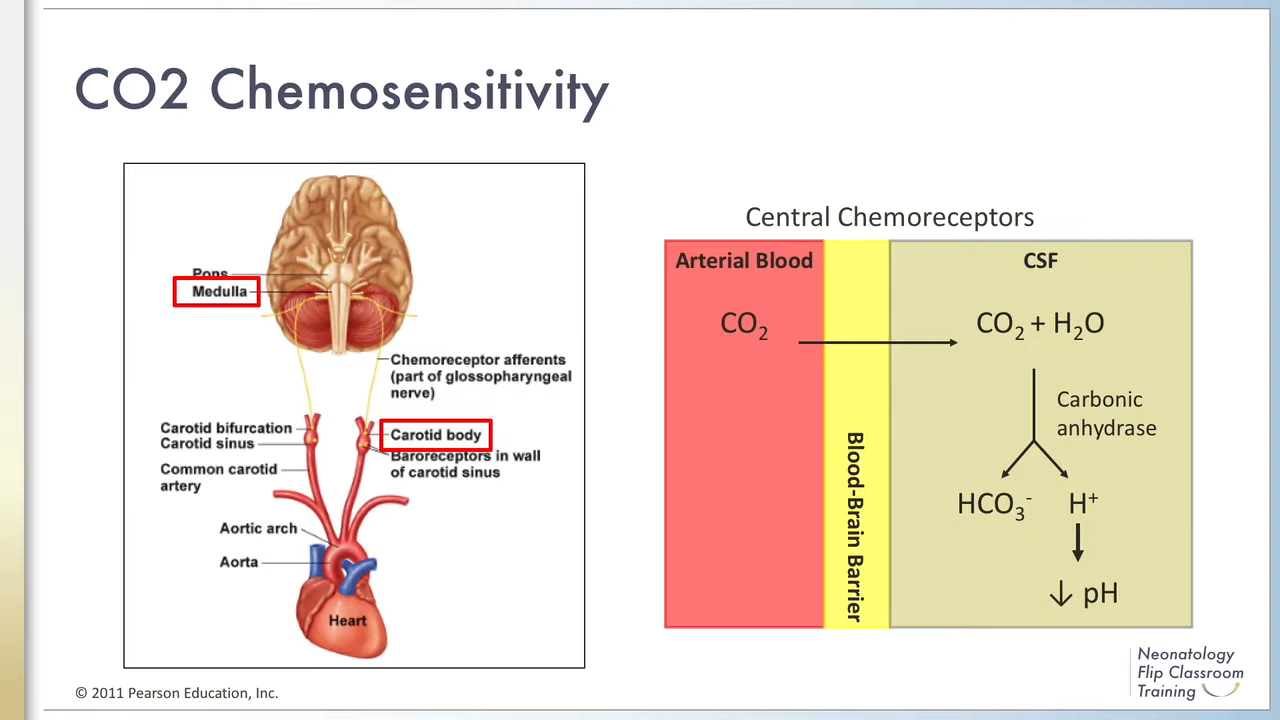 CO2 Chemosensitivity
Pons
Medulla
Chemoreceptor afferents
(part of glossopharyngeal
nerve)
Carotid bifurcation
Carotid sinus
Carotid body
Baroreceptors in wall
of carotid sinus
Common carotid
artery
Aortic arch
Aorta
Heart
Central Chemoreceptors
Arterial Blood
CSF
CO₂
CO₂ + H₂O
Carbonic
anhydrase
Blood-Brain Barrier
HCO₃⁻ H⁺
↓ pH
© 2011 Pearson Education, Inc.
Neonatology
Flip Classroom
Training